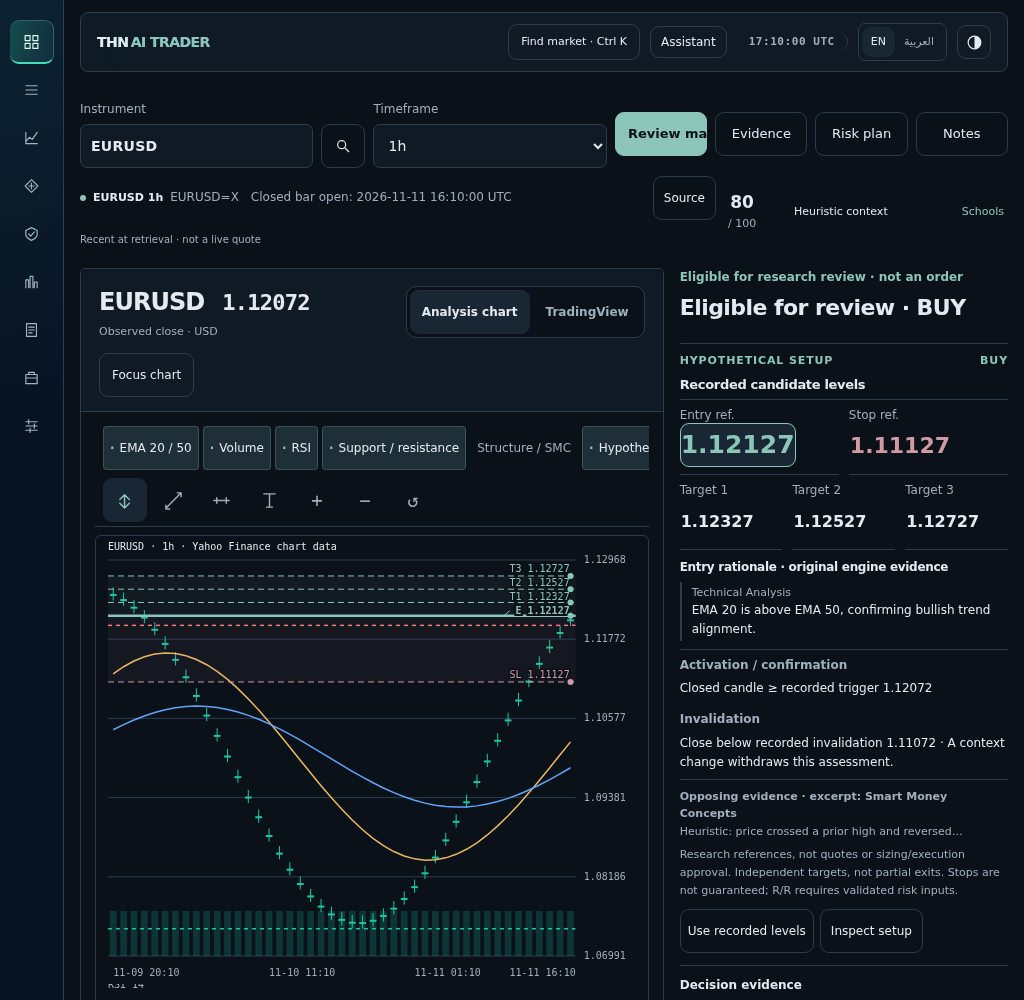 THN AI TRADER
Find market · Ctrl K
Assistant
17:10:00 UTC
EN
العربية
Instrument
Timeframe
EURUSD
1h
Review ma
Evidence
Risk plan
Notes
EURUSD 1h EURUSD=X Closed bar open: 2026-11-11 16:10:00 UTC
Source
80
/ 100
Heuristic context
Schools
Recent at retrieval · not a live quote
EURUSD 1.12072
Observed close · USD
Analysis chart
TradingView
Focus chart
· EMA 20 / 50
· Volume
· RSI
· Support / resistance
Structure / SMC
· Hypothe
EURUSD · 1h · Yahoo Finance chart data
1.12968
T3 1.12727
T2 1.12527
T1 1.12327
E 1.12127
1.11772
SL 1.11127
1.10577
1.09381
1.08186
1.06991
11-09 20:10
11-10 11:10
11-11 01:10
11-11 16:10
RSI 14
Eligible for research review · not an order
Eligible for review · BUY
HYPOTHETICAL SETUP
BUY
Recorded candidate levels
Entry ref.
Stop ref.
1.12127
1.11127
Target 1
Target 2
Target 3
1.12327
1.12527
1.12727
Entry rationale · original engine evidence
Technical Analysis
EMA 20 is above EMA 50, confirming bullish trend
alignment.
Activation / confirmation
Closed candle ≥ recorded trigger 1.12072
Invalidation
Close below recorded invalidation 1.11072 · A context
change withdraws this assessment.
Opposing evidence · excerpt: Smart Money
Concepts
Heuristic: price crossed a prior high and reversed…
Research references, not quotes or sizing/execution
approval. Independent targets, not partial exits. Stops are
not guaranteed; R/R requires validated risk inputs.
Use recorded levels
Inspect setup
Decision evidence